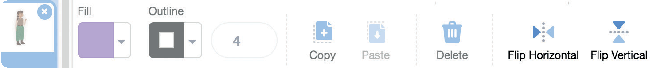 Fill
Outline
4
Copy
Paste
Delete
Flip Horizontal
Flip Vertical